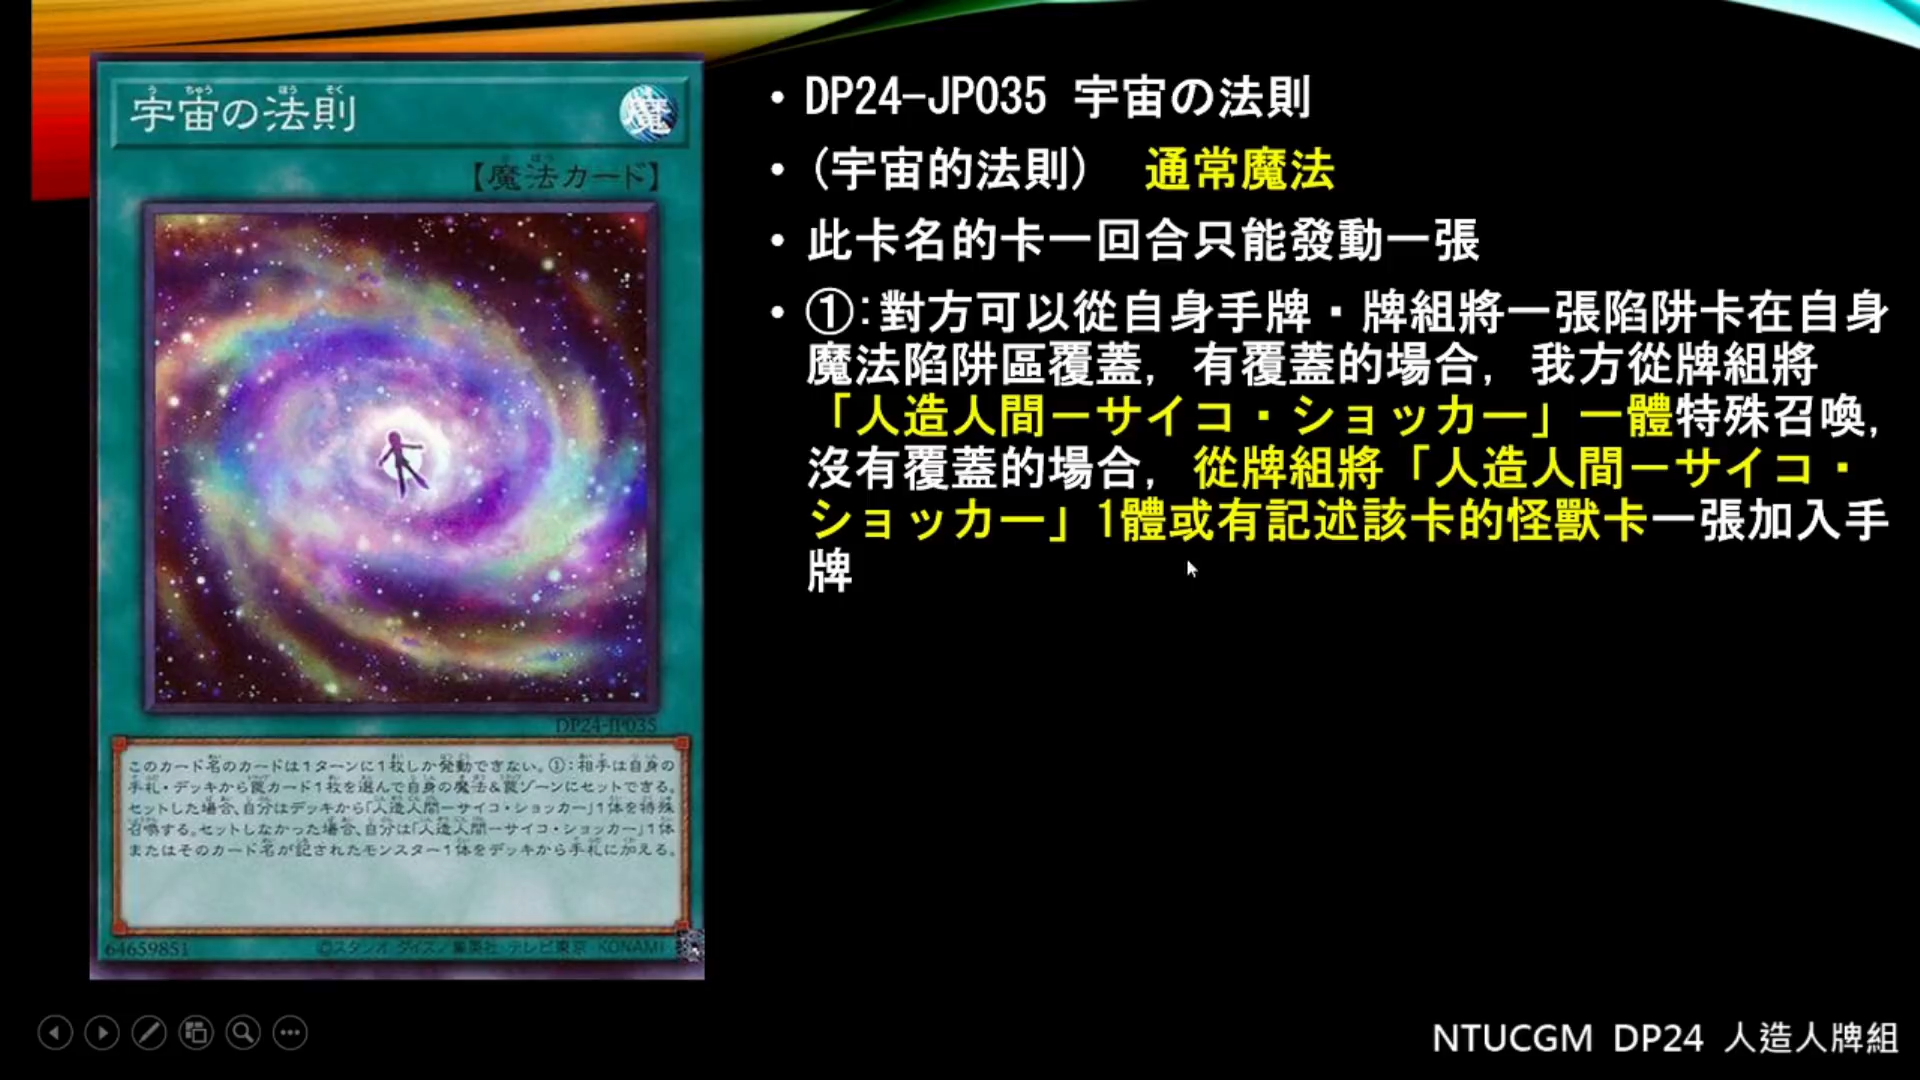 宇宙の法則
魔
【魔法カード】
DP24-JP035
このカード名のカードは1ターンに1枚しか発動できない。①:相手は自身の
手札・デッキから罠カード1枚を選んで自身の魔法&罠ゾーンにセットできる。
セットした場合、自分はデッキから「人造人間-サイコ・ショッカー」1体を特殊
召喚する。セットしなかった場合、自分は「人造人間-サイコ・ショッカー」1体
またはそのカード名が記されたモンスター1体をデッキから手札に加える。
64659851
©スタジオ・ダイス/集英社・テレビ東京・KONAMI
• DP24-JP035 宇宙の法則
• (宇宙的法則) 通常魔法
• 此卡名的卡一回合只能發動一張
• ①:對方可以從自身手牌・牌組將一張陷阱卡在自身
魔法陷阱區覆蓋, 有覆蓋的場合, 我方從牌組將
「人造人間－サイコ・ショッカー」一體特殊召喚,
沒有覆蓋的場合, 從牌組將「人造人間－サイコ・
ショッカー」1體或有記述該卡的怪獸卡一張加入手
牌
NTUCGM DP24 人造人牌組